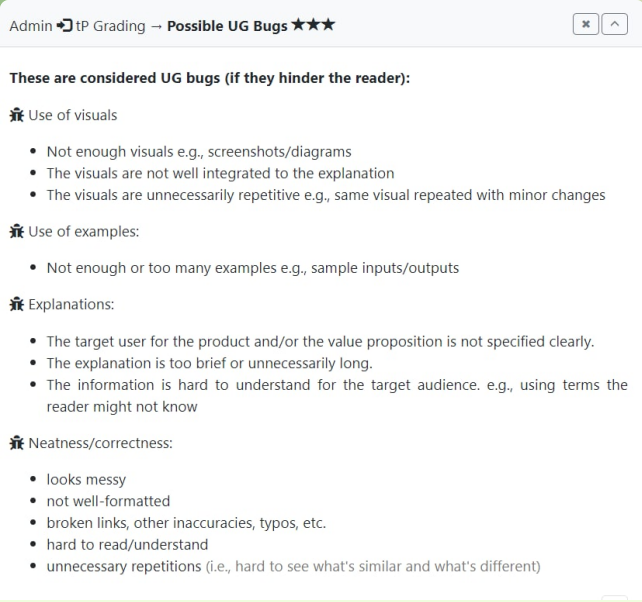 Admin tP Grading → Possible UG Bugs ★★★
These are considered UG bugs (if they hinder the reader):
Use of visuals
• Not enough visuals e.g., screenshots/diagrams
• The visuals are not well integrated to the explanation
• The visuals are unnecessarily repetitive e.g., same visual repeated with minor changes
Use of examples:
• Not enough or too many examples e.g., sample inputs/outputs
Explanations:
• The target user for the product and/or the value proposition is not specified clearly.
• The explanation is too brief or unnecessarily long.
• The information is hard to understand for the target audience. e.g., using terms the
reader might not know
Neatness/correctness:
• looks messy
• not well-formatted
• broken links, other inaccuracies, typos, etc.
• hard to read/understand
• unnecessary repetitions (i.e., hard to see what's similar and what's different)